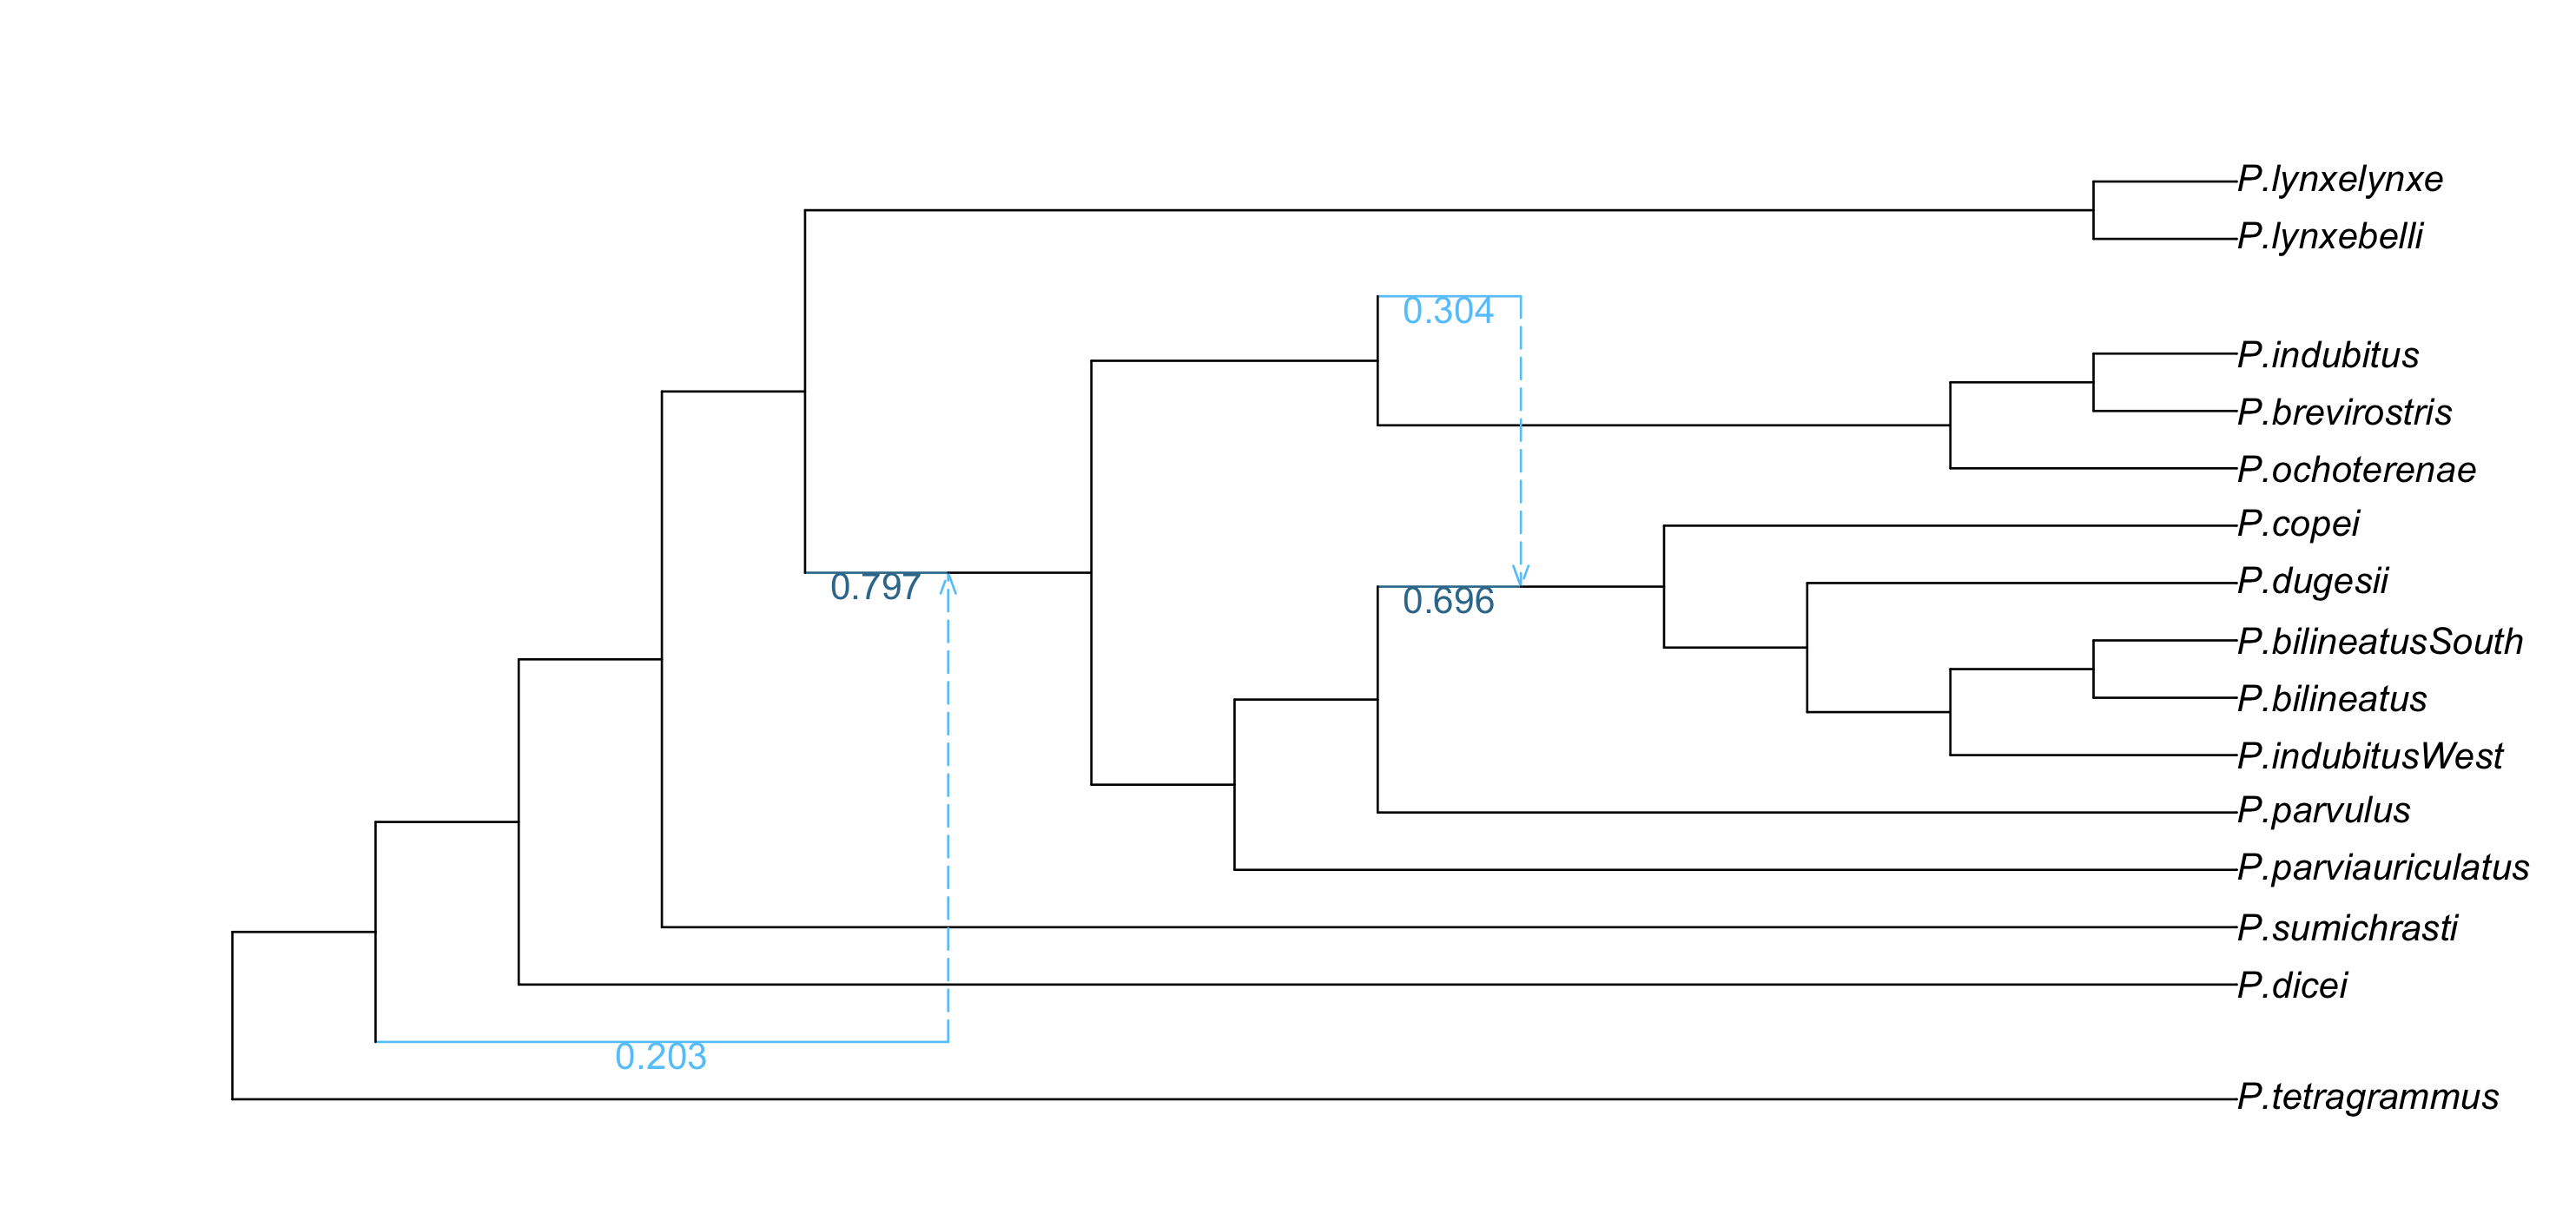 P.lynxelynxe
P.lynxebelli
0.304
P.indubitus
P.brevirostris
P.ochoterenae
P.copei
P.dugesii
0.797
0.696
P.bilineatusSouth
P.bilineatus
P.indubitusWest
P.parvulus
P.parviauriculatus
P.sumichrasti
P.dicei
0.203
P.tetragrammus